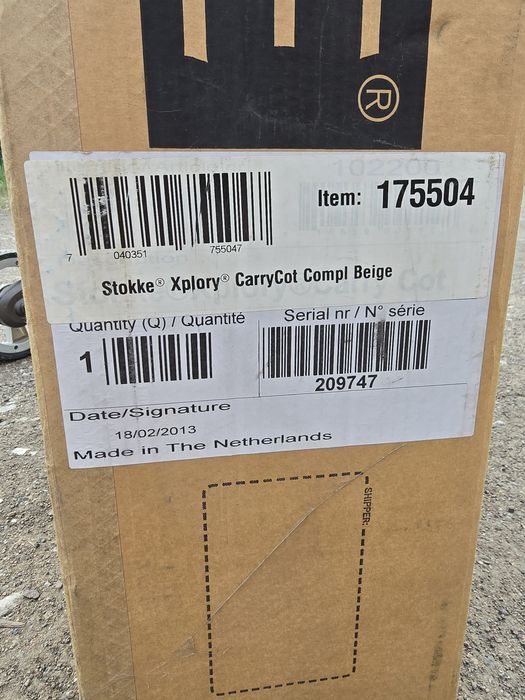 ®
Item: 175504
7 040351 755047
Stokke® Xplory® CarryCot Compl Beige
Quantity (Q) / Quantité
Serial nr / N° série
1
209747
Date/Signature
18/02/2013
Made in The Netherlands
SHIPPER: